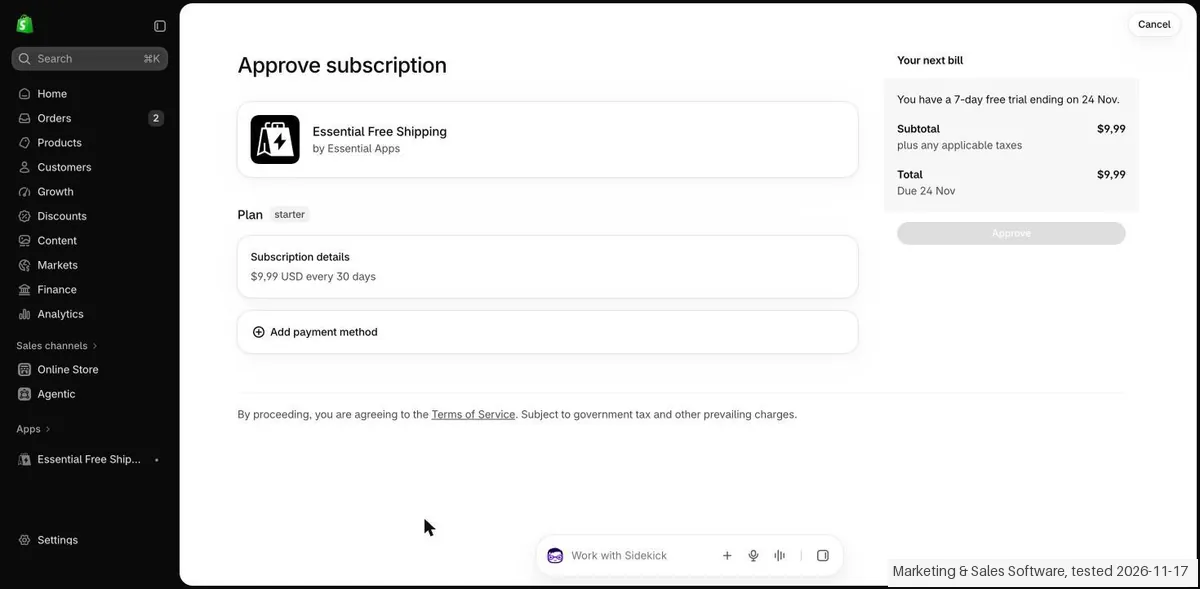 Search ⌘K
Home
Orders 2
Products
Customers
Growth
Discounts
Content
Markets
Finance
Analytics
Sales channels
Online Store
Agentic
Apps
Essential Free Ship...
Settings
Cancel
Approve subscription
Essential Free Shipping
by Essential Apps
Plan starter
Subscription details
$9,99 USD every 30 days
Add payment method
By proceeding, you are agreeing to the Terms of Service. Subject to government tax and other prevailing charges.
Your next bill
You have a 7-day free trial ending on 24 Nov.
Subtotal $9,99
plus any applicable taxes
Total $9,99
Due 24 Nov
Approve
Work with Sidekick
Marketing & Sales Software, tested 2026-11-17